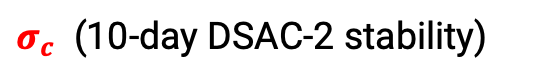 σc (10-day DSAC-2 stability)